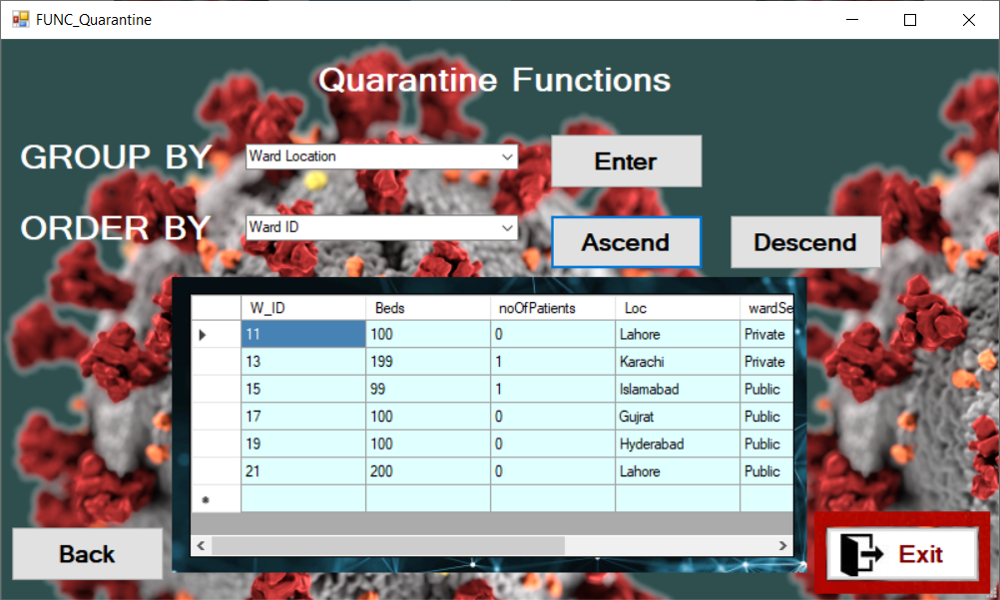 FUNC_Quarantine
Quarantine Functions
GROUP BY Ward Location Enter
ORDER BY Ward ID Ascend Descend
W_ID Beds noOfPatients Loc wardSe
11 100 0 Lahore Private
13 199 1 Karachi Private
15 99 1 Islamabad Public
17 100 0 Gujrat Public
19 100 0 Hyderabad Public
21 200 0 Lahore Public
Back Exit